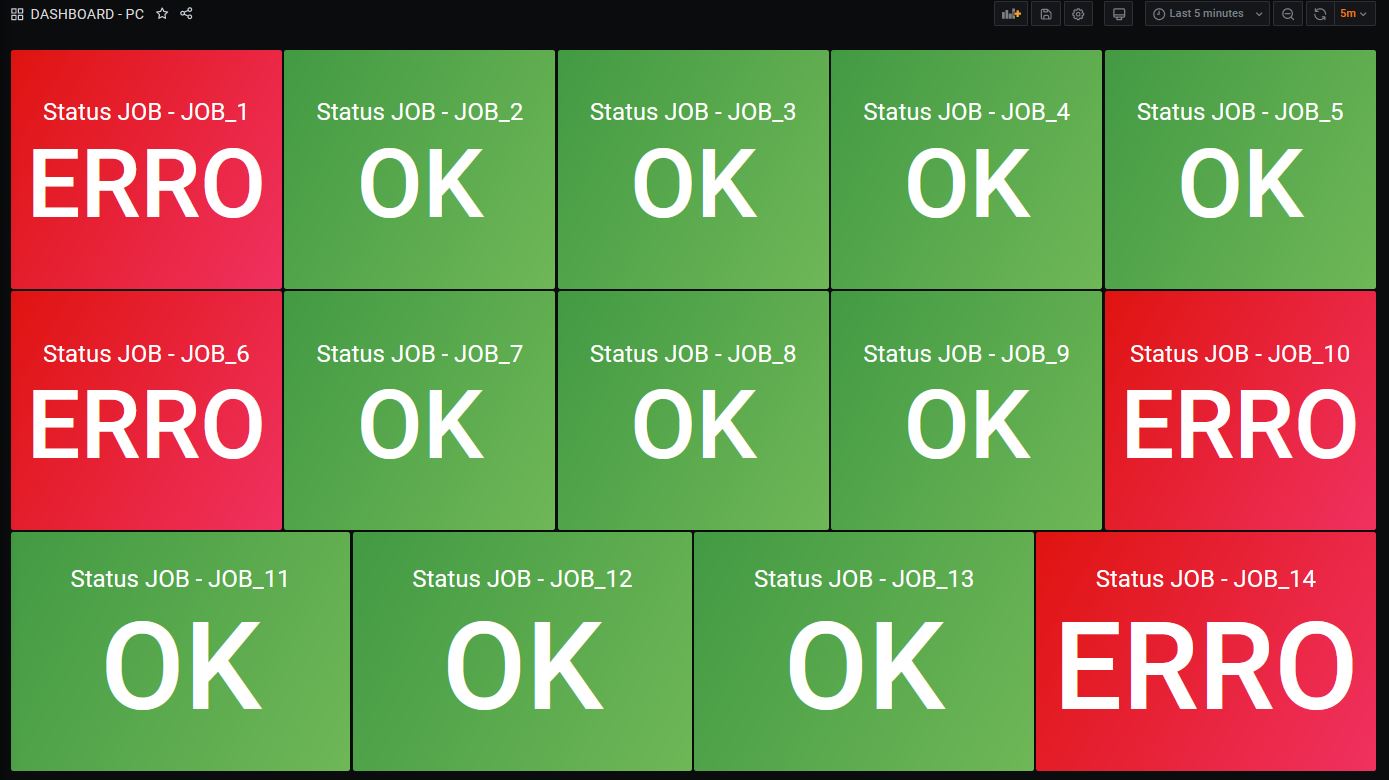 DASHBOARD - PC
Last 5 minutes
5m
Status JOB - JOB_1
ERRO
Status JOB - JOB_2
OK
Status JOB - JOB_3
OK
Status JOB - JOB_4
OK
Status JOB - JOB_5
OK
Status JOB - JOB_6
ERRO
Status JOB - JOB_7
OK
Status JOB - JOB_8
OK
Status JOB - JOB_9
OK
Status JOB - JOB_10
ERRO
Status JOB - JOB_11
OK
Status JOB - JOB_12
OK
Status JOB - JOB_13
OK
Status JOB - JOB_14
ERRO